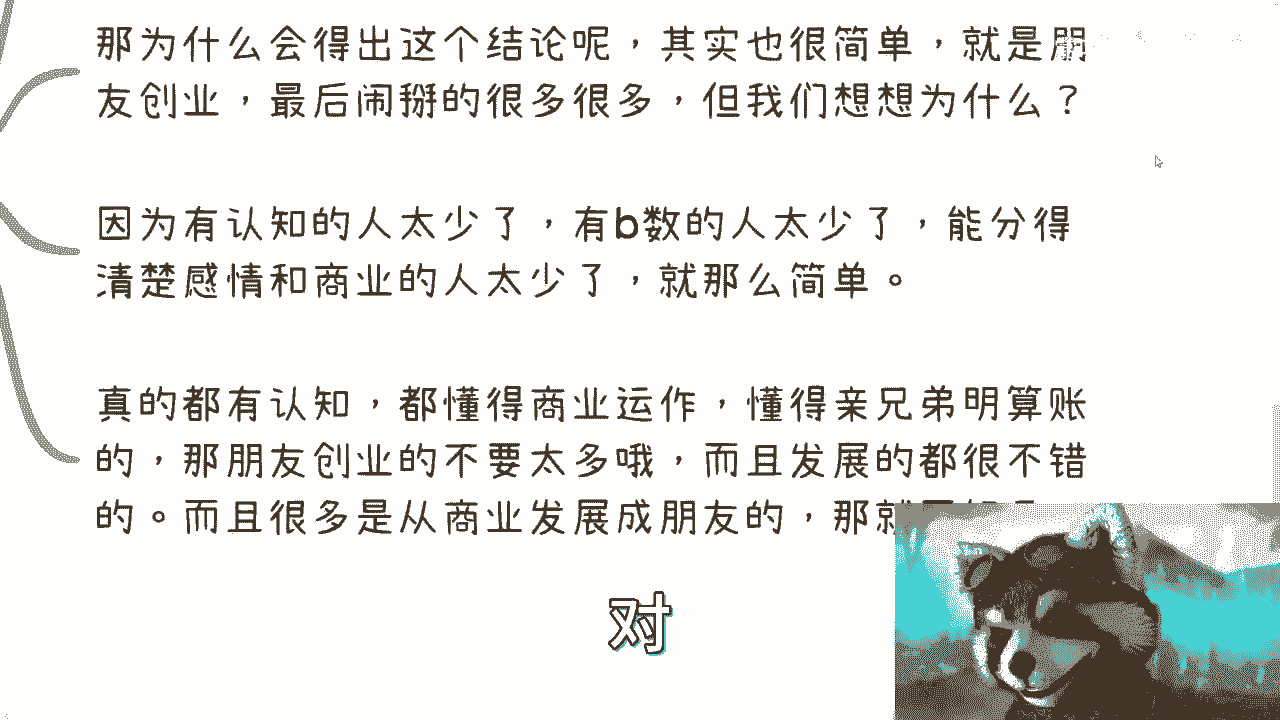 那为什么会得出这个结论呢，其实也很简单，就是朋
友创业，最后闹掰的很多很多，但我们想想为什么？
因为有认知的人太少了，有b数的人太少了，能分得
清楚感情和商业的人太少了，就那么简单。
真的都有认知，都懂得商业运作，懂得亲兄弟明算账
的，那朋友创业的不要太多哦，而且发展的都很不错
的。而且很多是从商业发展成朋友的，那就
对